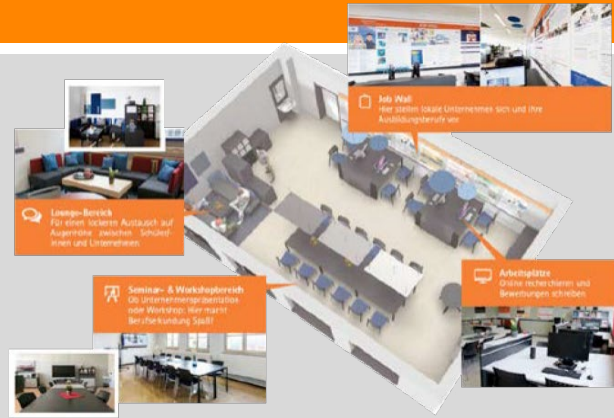 Job Wall
Hier stellen lokale Unternehmen sich und ihre
Ausbildungsberufe vor
Lounge-Bereich
Für einen lockeren Austausch auf
Augenhöhe zwischen Schüler/-
innen und Unternehmen
Arbeitsplätze
Online recherchieren und
Bewerbungen schreiben
Seminar- & Workshopbereich
Ob Unternehmenspräsentation
oder Workshop: Hier macht
Berufserkundung Spaß!